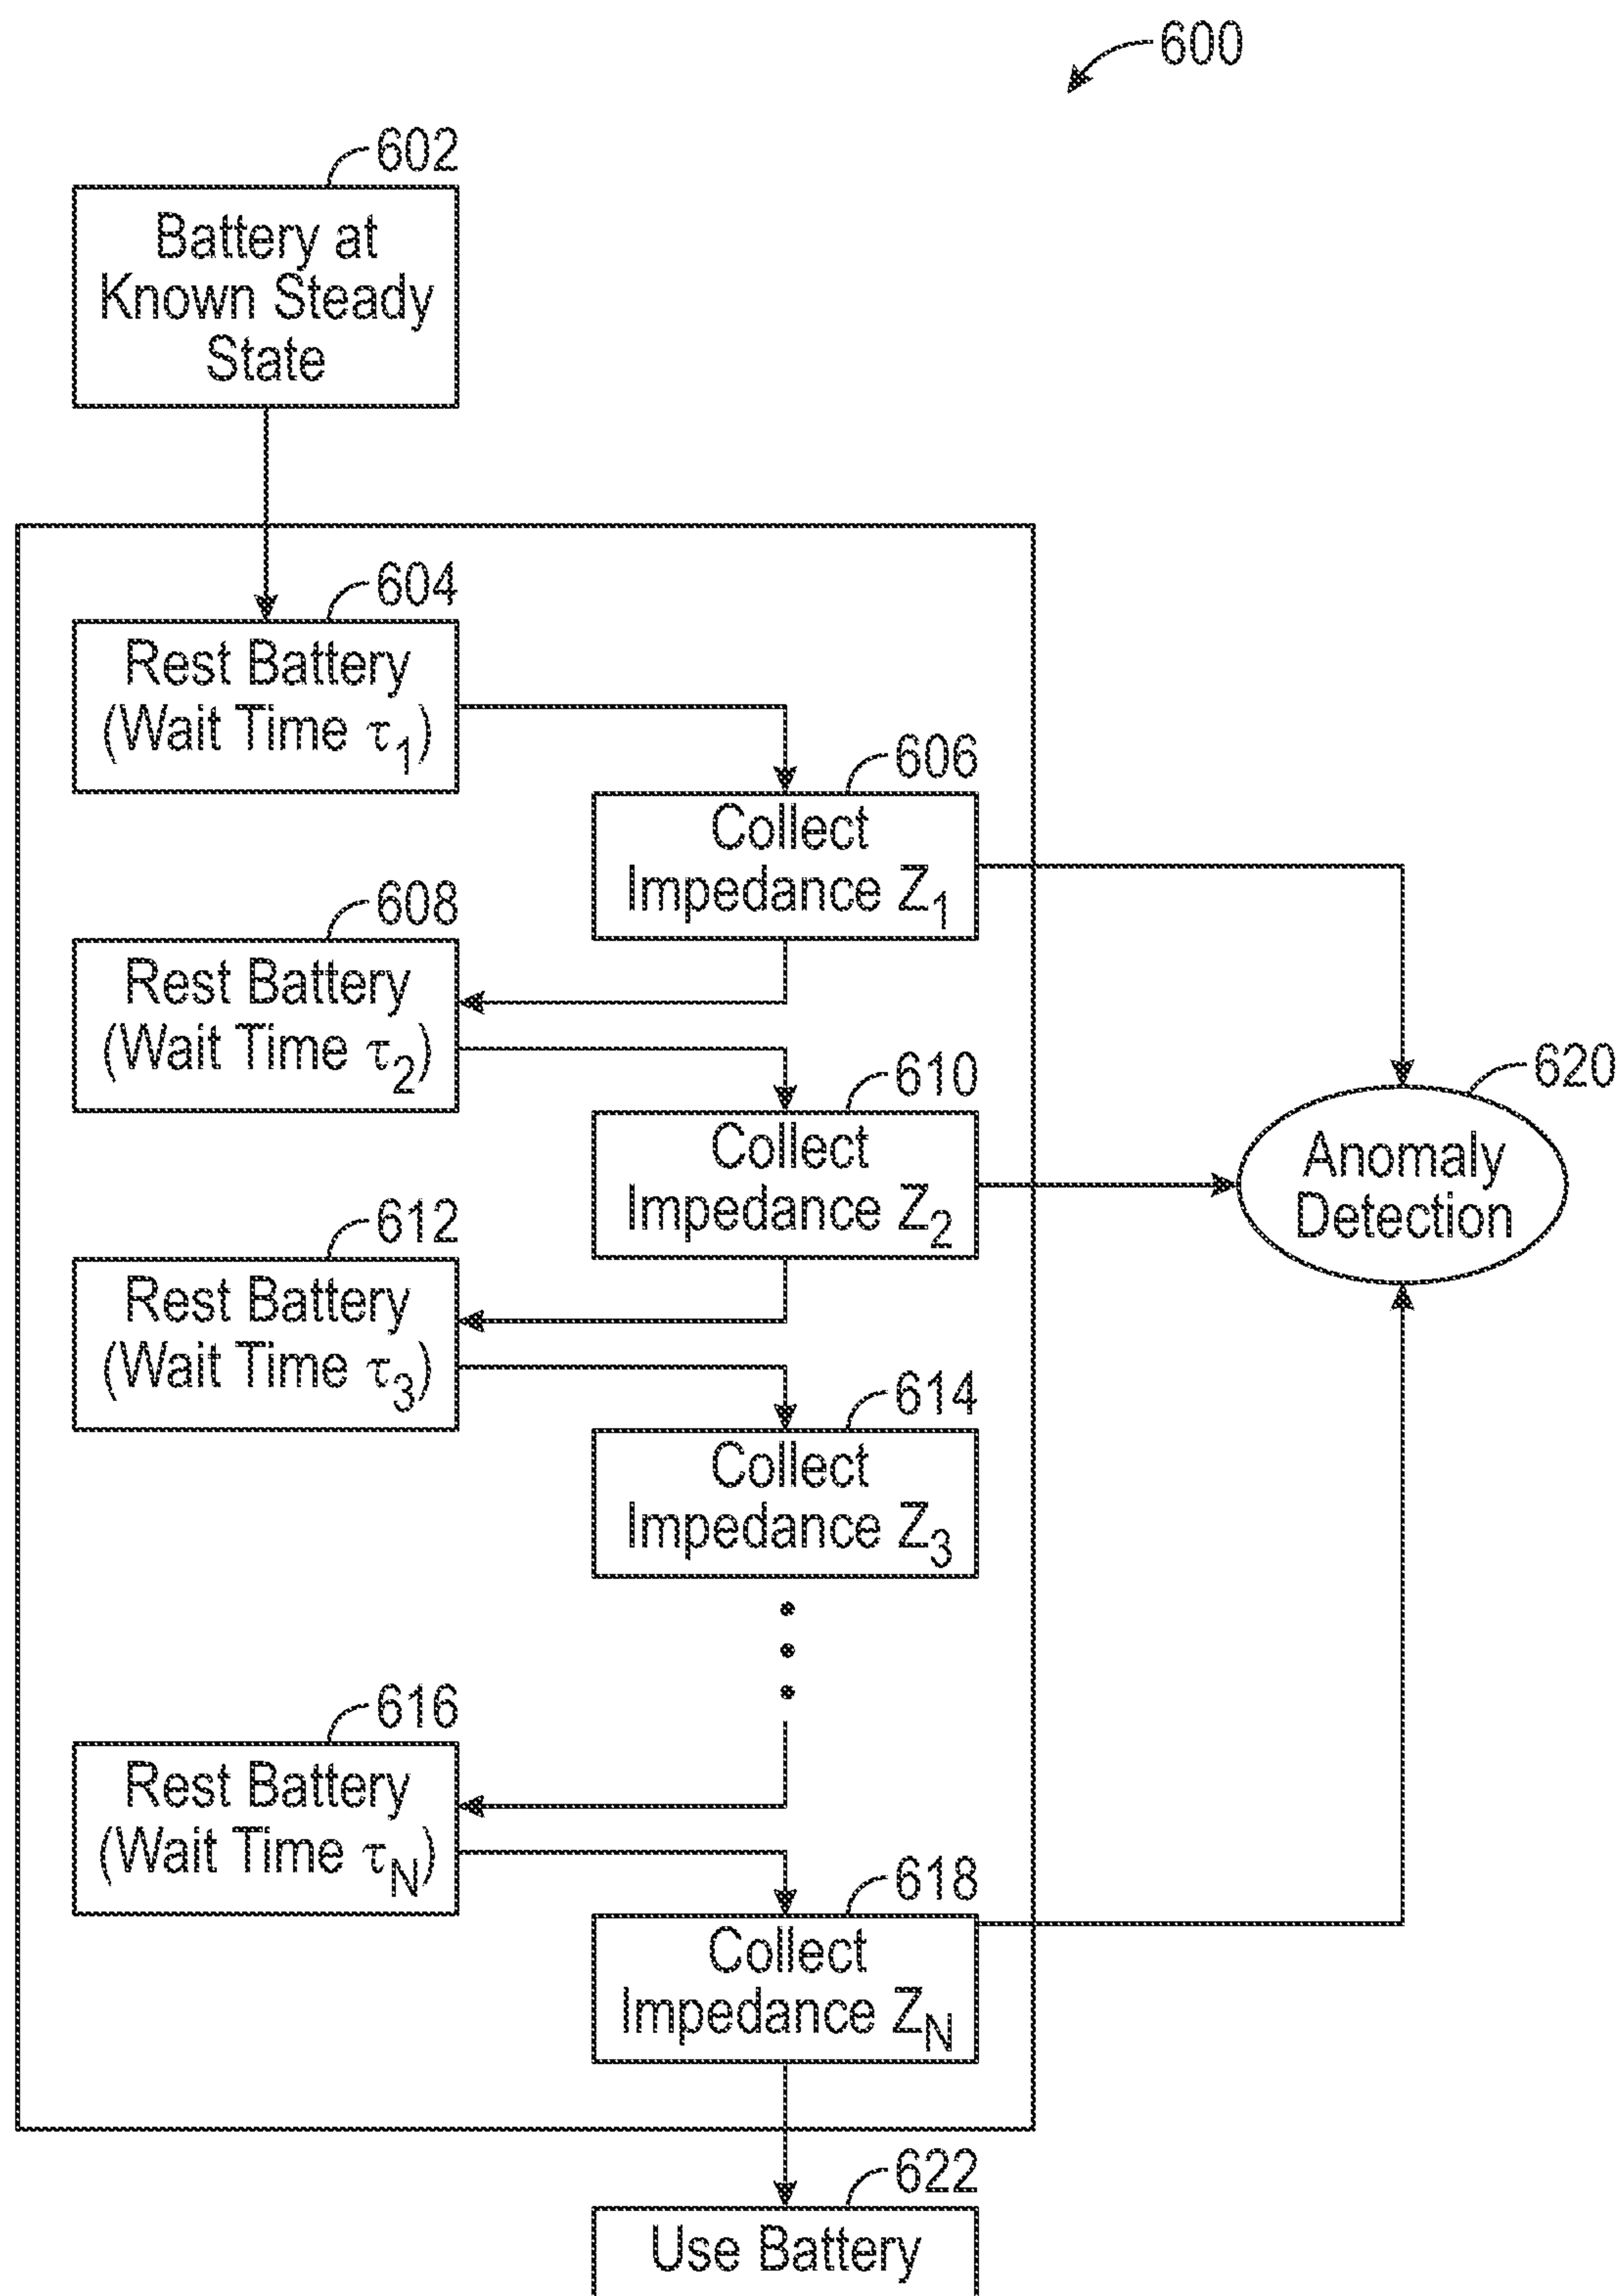 600
602
Battery at
Known Steady
State
604
Rest Battery
(Wait Time τ1)
606
Collect
Impedance Z1
608
Rest Battery
(Wait Time τ2)
610
Collect
Impedance Z2
620
Anomaly
Detection
612
Rest Battery
(Wait Time τ3)
614
Collect
Impedance Z3
616
Rest Battery
(Wait Time τN)
618
Collect
Impedance ZN
622
Use Battery